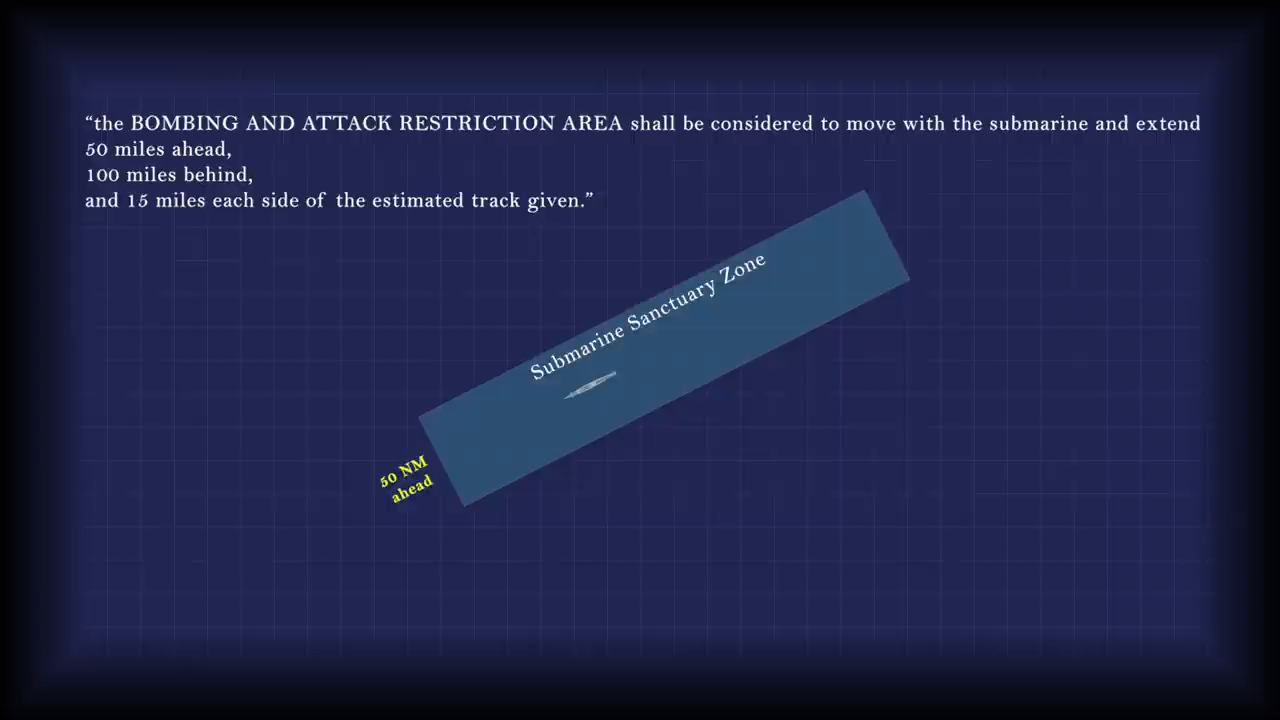 “the BOMBING AND ATTACK RESTRICTION AREA shall be considered to move with the submarine and extend
50 miles ahead,
100 miles behind,
and 15 miles each side of the estimated track given.”
Submarine Sanctuary Zone
50 NM
ahead